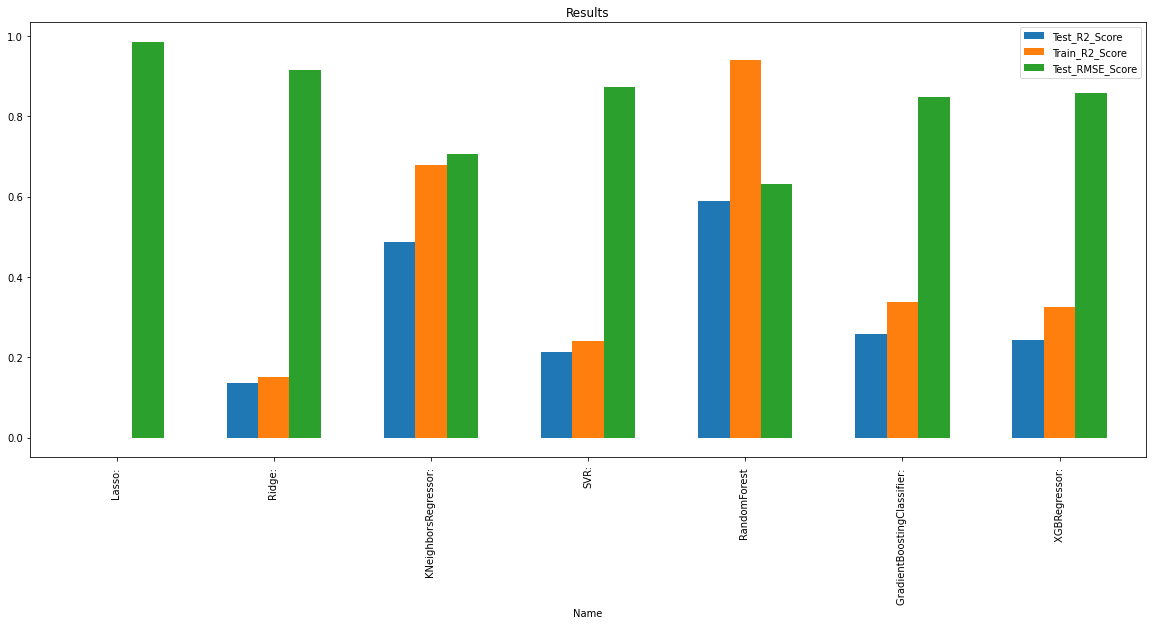 Results
Test_R2_Score
Train_R2_Score
Test_RMSE_Score
1.0
0.8
0.6
0.4
0.2
0.0
Lasso:
Ridge:
KNeighborsRegressor:
SVR:
RandomForest
GradientBoostingClassifier:
XGBRegressor:
Name